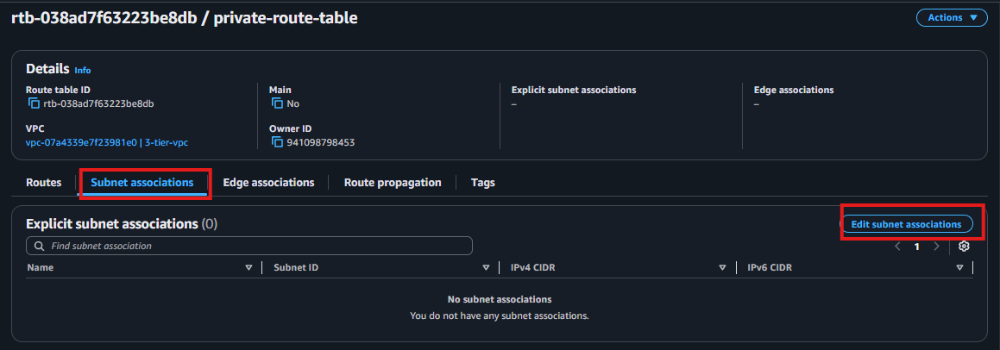 rtb-038ad7f63223be8db / private-route-table
Actions
Details Info
Route table ID
rtb-038ad7f63223be8db
Main
No
Explicit subnet associations
–
Edge associations
–
VPC
vpc-07a4339e7f23981e0 | 3-tier-vpc
Owner ID
941098798453
Routes
Subnet associations
Edge associations
Route propagation
Tags
Explicit subnet associations (0)
Edit subnet associations
Find subnet association
1
Name
Subnet ID
IPv4 CIDR
IPv6 CIDR
No subnet associations
You do not have any subnet associations.